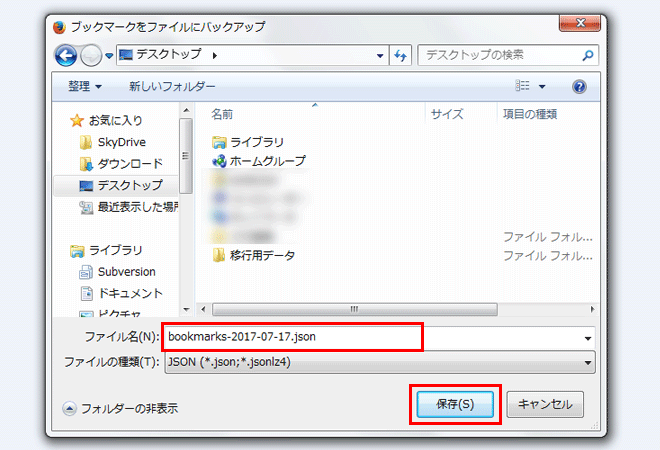 ブックマークをファイルにバックアップ
デスクトップ
デスクトップの検索
整理
新しいフォルダー
名前
サイズ
項目の種類
お気に入り
SkyDrive
ダウンロード
デスクトップ
最近表示した場所
ライブラリ
Subversion
ドキュメント
ピクチャ
ライブラリ
ホームグループ
ファイル フォル...
移行用データ
ファイル フォル...
ファイル名(N):
bookmarks-2017-07-17.json
ファイルの種類(T):
JSON (*.json;*.jsonlz4)
フォルダーの非表示
保存(S)
キャンセル